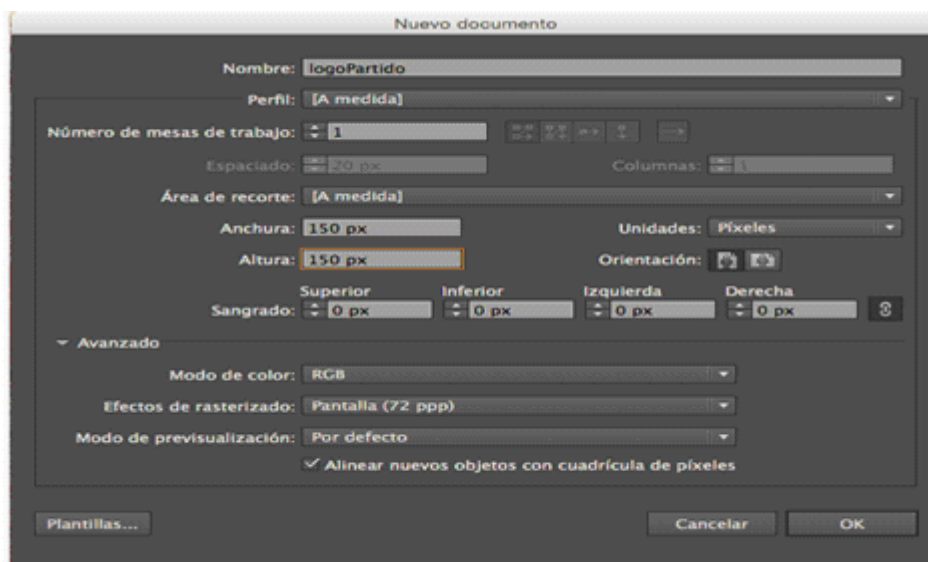 Nuevo documento
Nombre: logoPartido
Perfil: [A medida]
Número de mesas de trabajo: 1
Espaciado: 20 px Columnas: 1
Área de recorte: [A medida]
Anchura: 150 px Unidades: Píxeles
Altura: 150 px Orientación:
Superior Inferior Izquierda Derecha
Sangrado: 0 px 0 px 0 px 0 px
Avanzado
Modo de color: RGB
Efectos de rasterizado: Pantalla (72 ppp)
Modo de previsualización: Por defecto
Alinear nuevos objetos con cuadrícula de píxeles
Plantillas... Cancelar OK